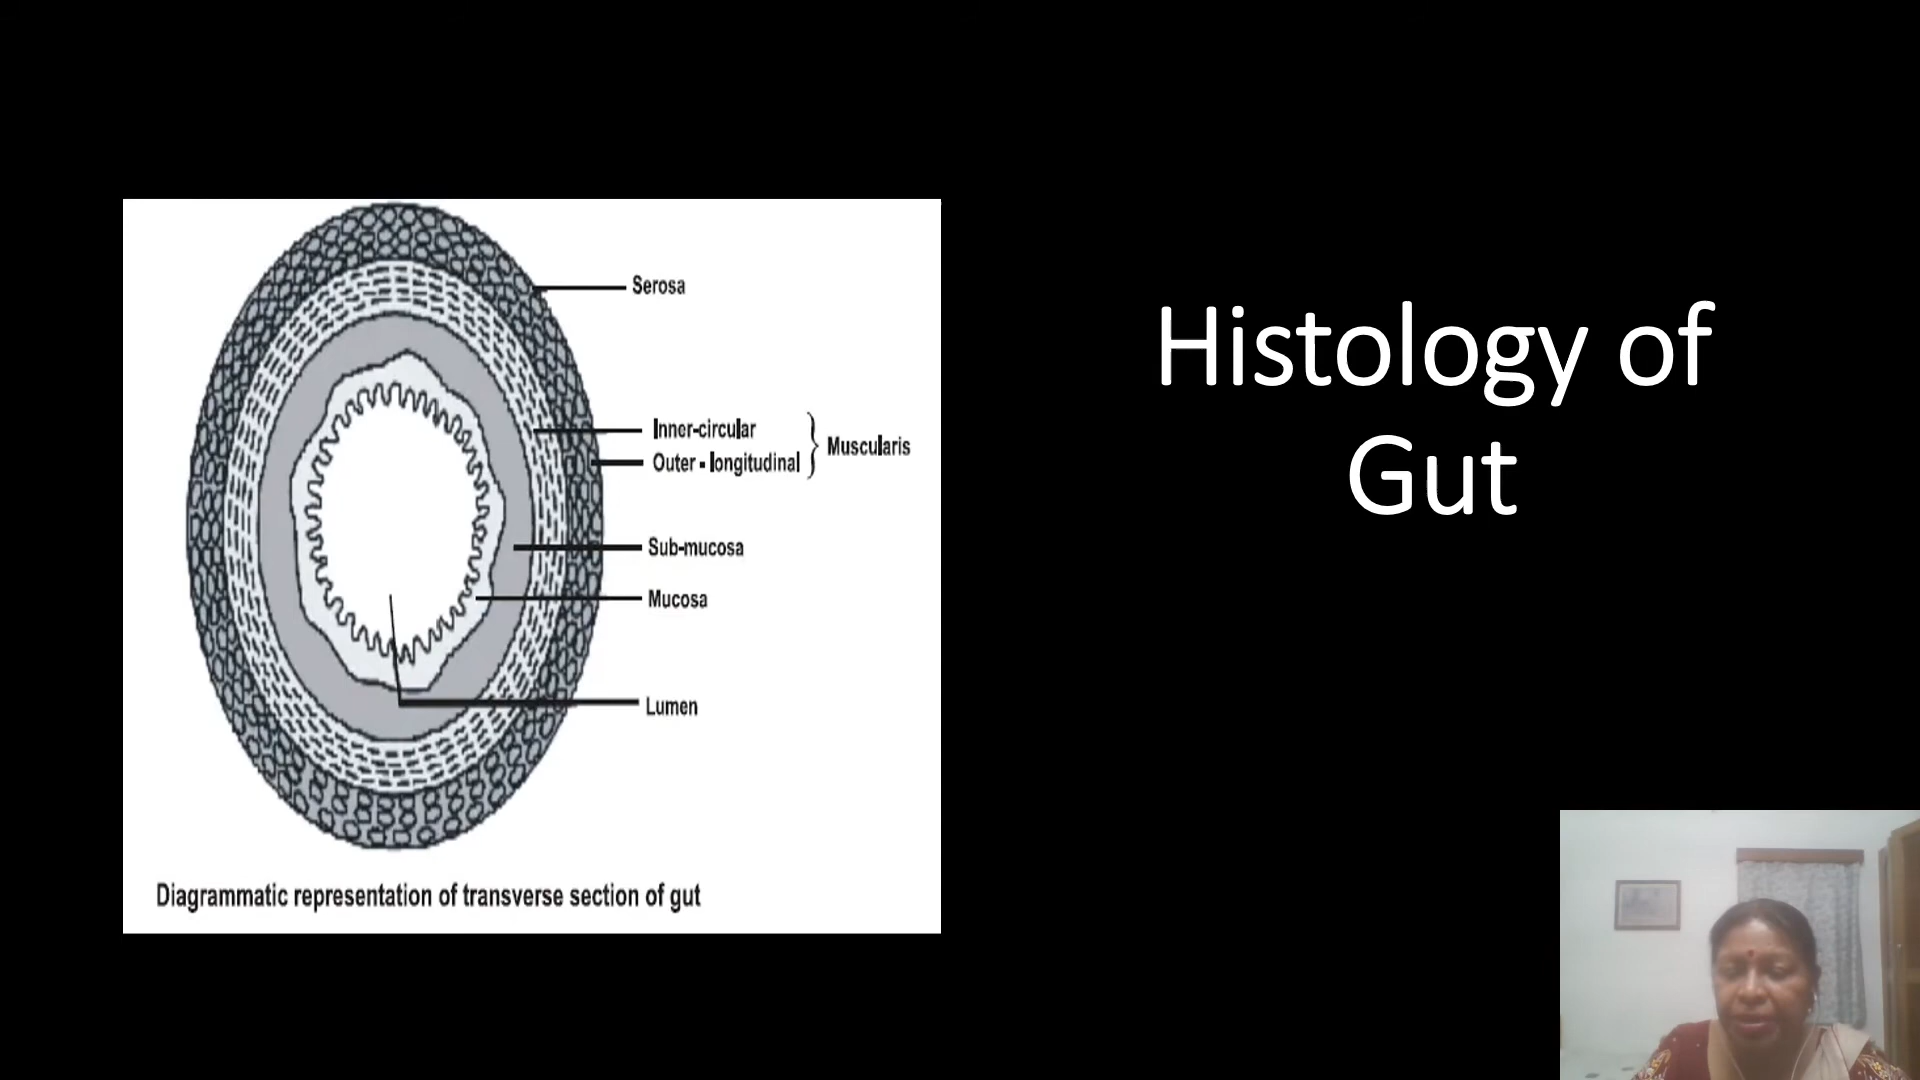 Serosa
Inner-circular
Outer - longitudinal
Muscularis
Sub-mucosa
Mucosa
Lumen
Diagrammatic representation of transverse section of gut
Histology of
Gut